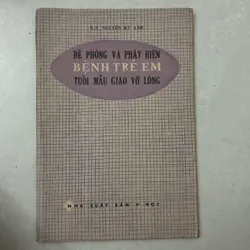 B.S. NGUYỄN KỲ ANH
ĐỀ PHÒNG VÀ PHÁT HIỆN
BỆNH TRẺ EM
TUỔI MẪU GIÁO VỠ LÒNG
NHÀ XUẤT BẢN Y HỌC